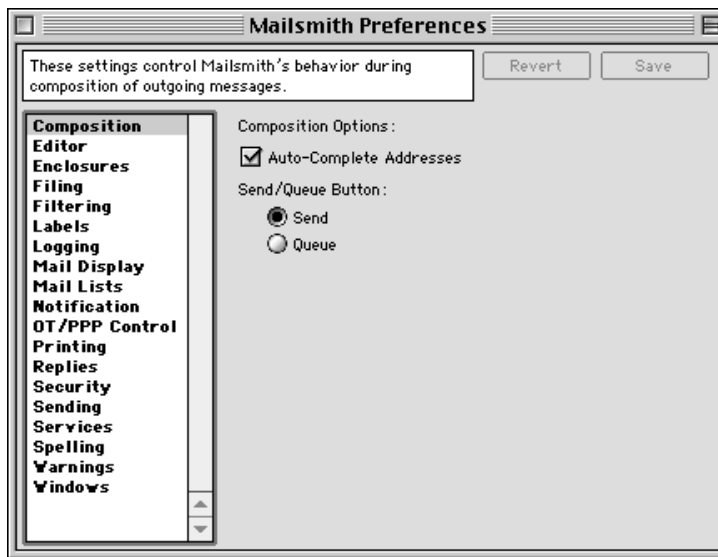 Mailsmith Preferences
These settings control Mailsmith's behavior during
composition of outgoing messages.
Revert
Save
Composition
Editor
Enclosures
Filing
Filtering
Labels
Logging
Mail Display
Mail Lists
Notification
OT/PPP Control
Printing
Replies
Security
Sending
Services
Spelling
Warnings
Windows
Composition Options:
Auto-Complete Addresses
Send/Queue Button:
Send
Queue